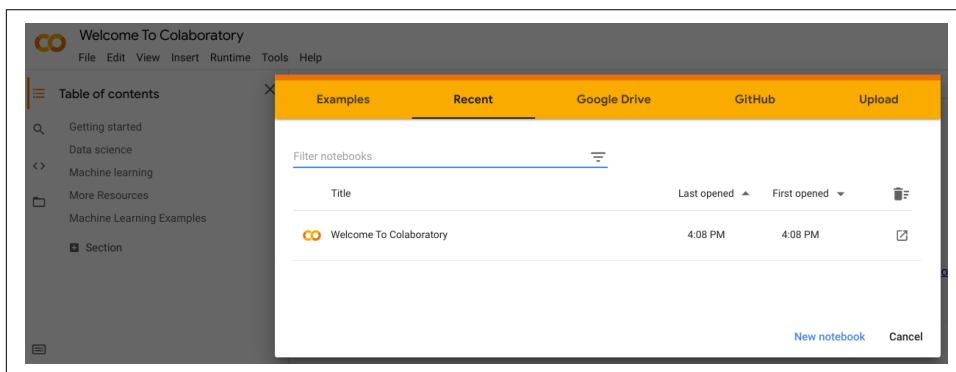 Welcome To Colaboratory
File Edit View Insert Runtime Tools Help
Table of contents
Getting started
Data science
Machine learning
More Resources
Machine Learning Examples
Section
Examples Recent Google Drive GitHub Upload
Filter notebooks
Title Last opened First opened
Welcome To Colaboratory 4:08 PM 4:08 PM
New notebook Cancel